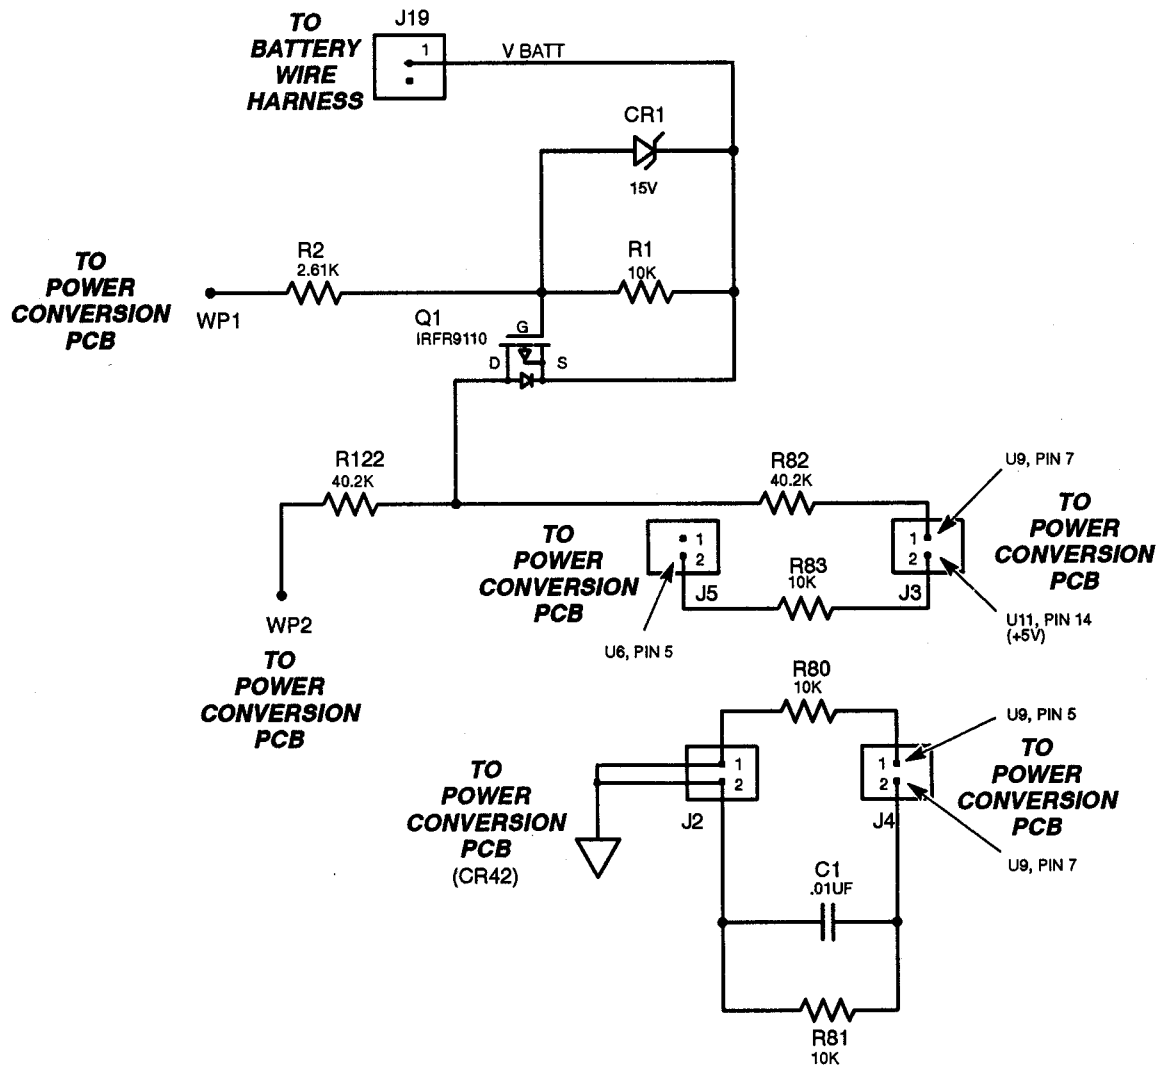 TO
BATTERY
WIRE
HARNESS
J19
1
V BATT
CR1
15V
TO
POWER
CONVERSION
PCB
WP1
R2
2.61K
R1
10K
Q1
IRFR9110
G
D
S
R122
40.2K
R82
40.2K
U9, PIN 7
WP2
TO
POWER
CONVERSION
PCB
TO
POWER
CONVERSION
PCB
1
2
J5
U6, PIN 5
R83
10K
1
2
J3
TO
POWER
CONVERSION
PCB
U11, PIN 14
(+5V)
R80
10K
U9, PIN 5
TO
POWER
CONVERSION
PCB
(CR42)
1
2
J2
1
2
J4
TO
POWER
CONVERSION
PCB
U9, PIN 7
C1
.01UF
R81
10K